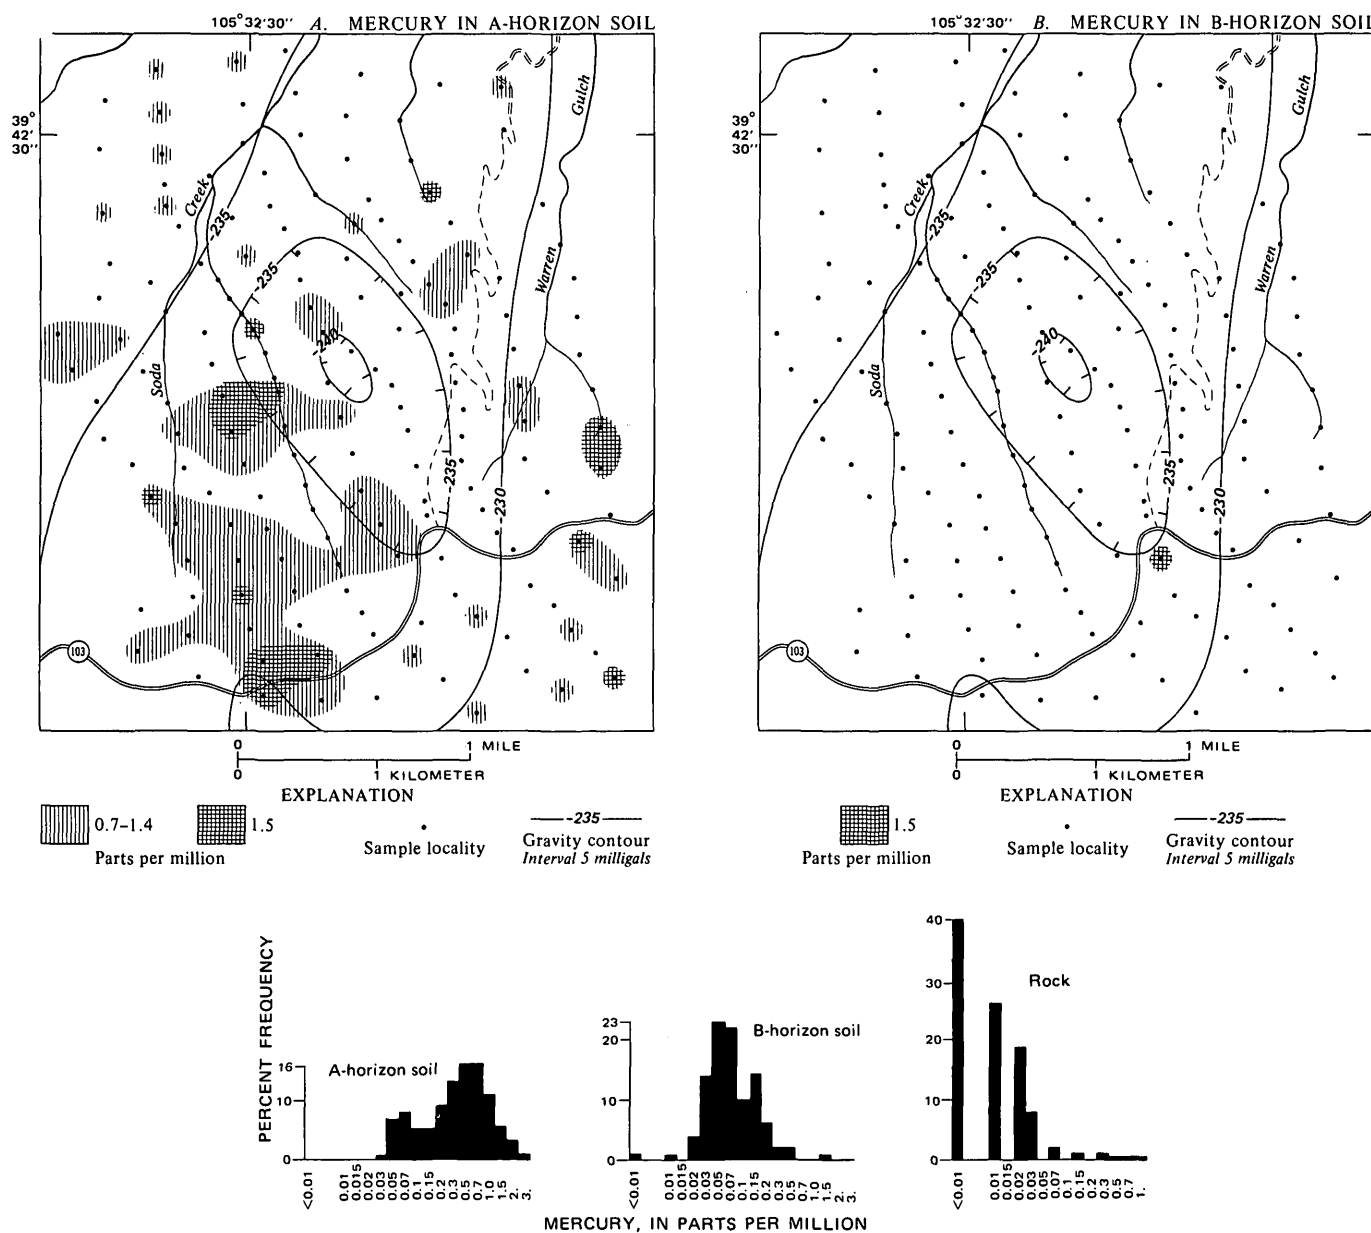 105°32'30'' A. MERCURY IN A-HORIZON SOIL
39°
42'
30''
Gulch
Creek
-235
-235
Warren
-240
Soda
-235
-230
103
0 1 MILE
0 1 KILOMETER
EXPLANATION
0.7–1.4
1.5
Parts per million
Sample locality
-235
Gravity contour
Interval 5 milligals
105°32'30'' B. MERCURY IN B-HORIZON SOIL
39°
42'
30''
Gulch
Creek
-235
-235
Warren
-240
Soda
-235
-230
103
0 1 MILE
0 1 KILOMETER
EXPLANATION
1.5
Parts per million
Sample locality
-235
Gravity contour
Interval 5 milligals
PERCENT FREQUENCY
A-horizon soil
16
10
0
<0.01 0.01 0.015 0.02 0.03 0.05 0.07 0.1 0.15 0.2 0.3 0.5 0.7 1.0 1.5 2. 3.
B-horizon soil
23
20
10
0
<0.01 0.01 0.015 0.02 0.03 0.05 0.07 0.1 0.15 0.2 0.3 0.5 0.7 1.0 1.5 2. 3.
Rock
40
30
20
10
0
<0.01 0.01 0.015 0.02 0.03 0.05 0.07 0.1 0.15 0.2 0.3 0.5 0.7 1.
MERCURY, IN PARTS PER MILLION